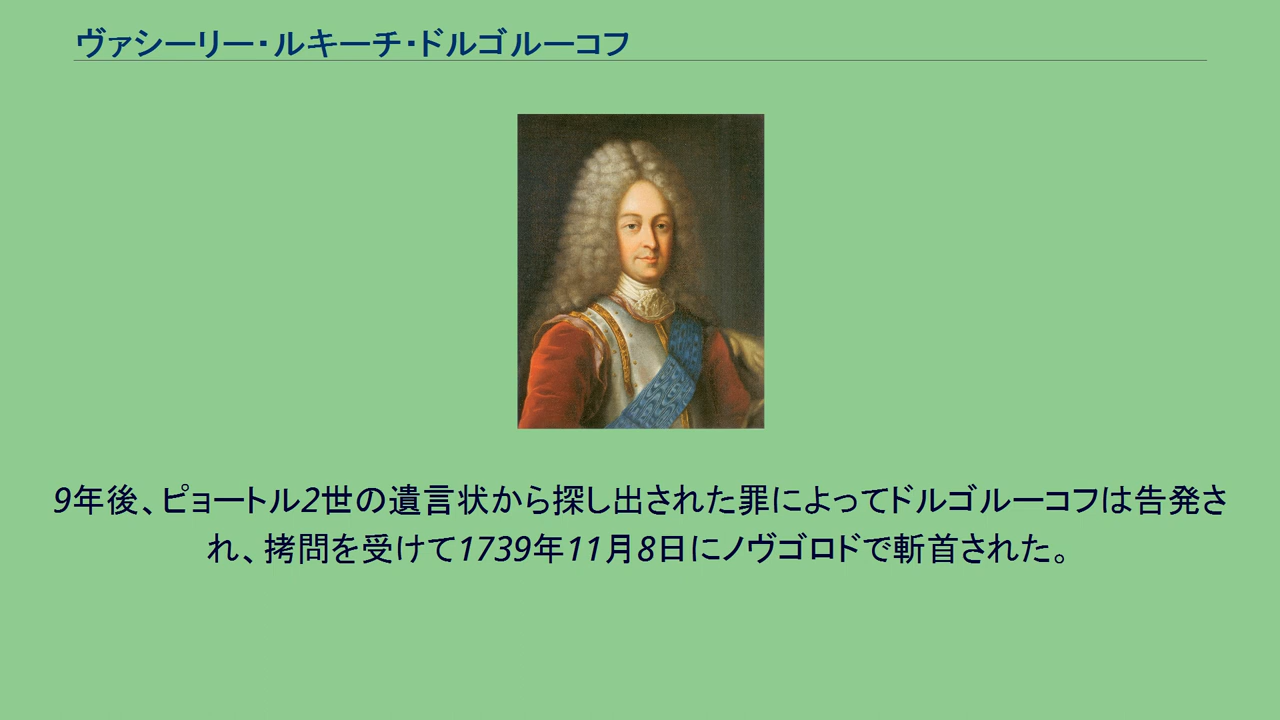 ヴァシーリー・ルキーチ・ドルゴルーコフ
9年後、ピョートル2世の遺言状から探し出された罪によってドルゴルーコフは告発さ
れ、拷問を受けて1739年11月8日にノヴゴロドで斬首された。